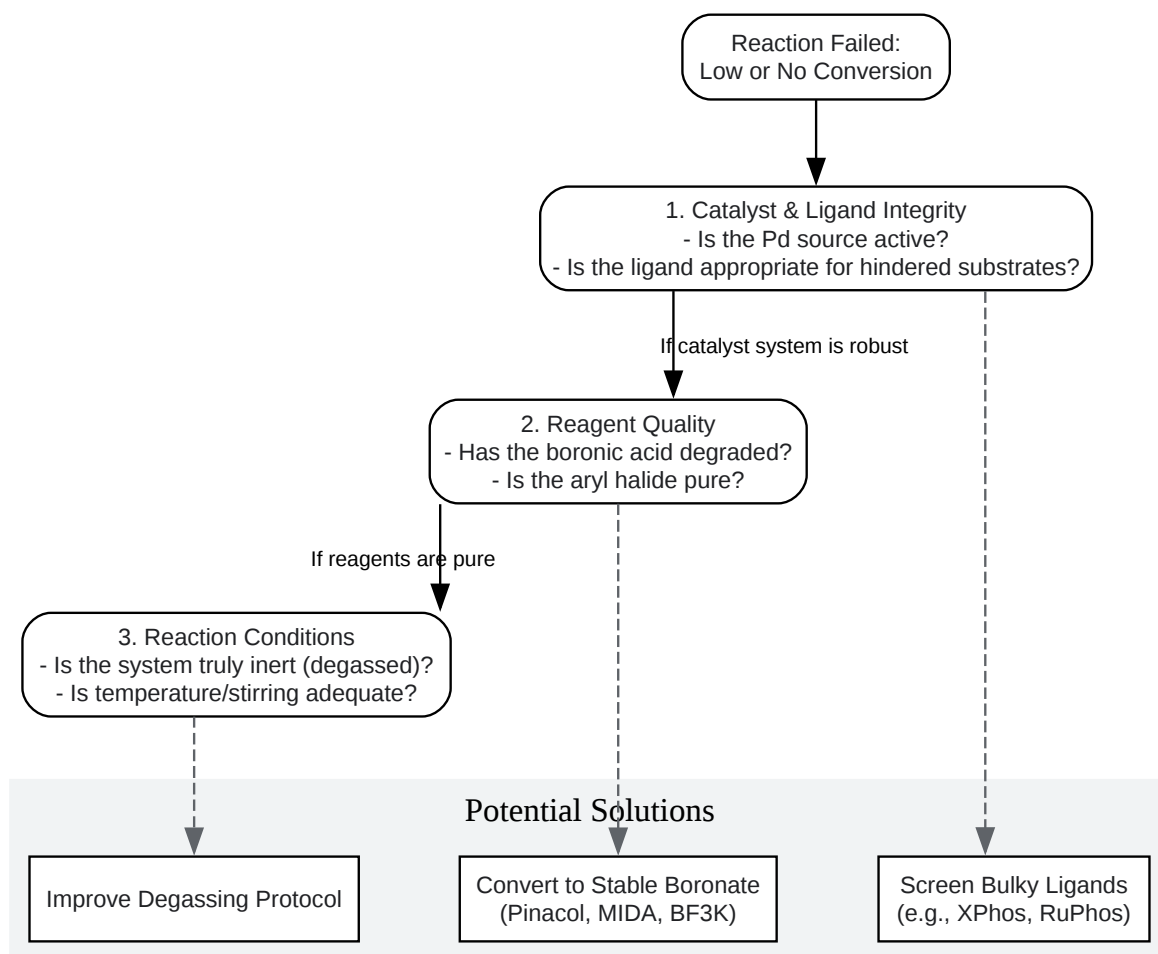 Reaction Failed:
Low or No Conversion
1. Catalyst & Ligand Integrity
- Is the Pd source active?
- Is the ligand appropriate for hindered substrates?
If catalyst system is robust
2. Reagent Quality
- Has the boronic acid degraded?
- Is the aryl halide pure?
If reagents are pure
3. Reaction Conditions
- Is the system truly inert (degassed)?
- Is temperature/stirring adequate?
Potential Solutions
Improve Degassing Protocol
Convert to Stable Boronate
(Pinacol, MIDA, BF3K)
Screen Bulky Ligands
(e.g., XPhos, RuPhos)